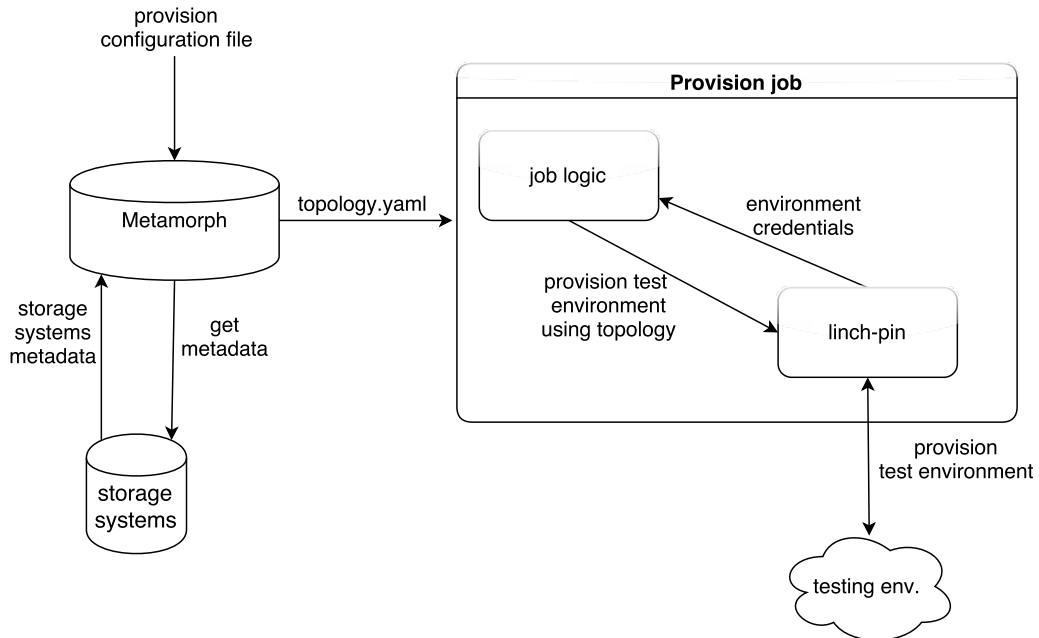 provision
configuration file
Provision job
job logic
Metamorph
topology.yaml
environment
credentials
provision test
environment
using topology
storage
systems
metadata
get
metadata
linch-pin
provision
test environment
storage
systems
testing env.